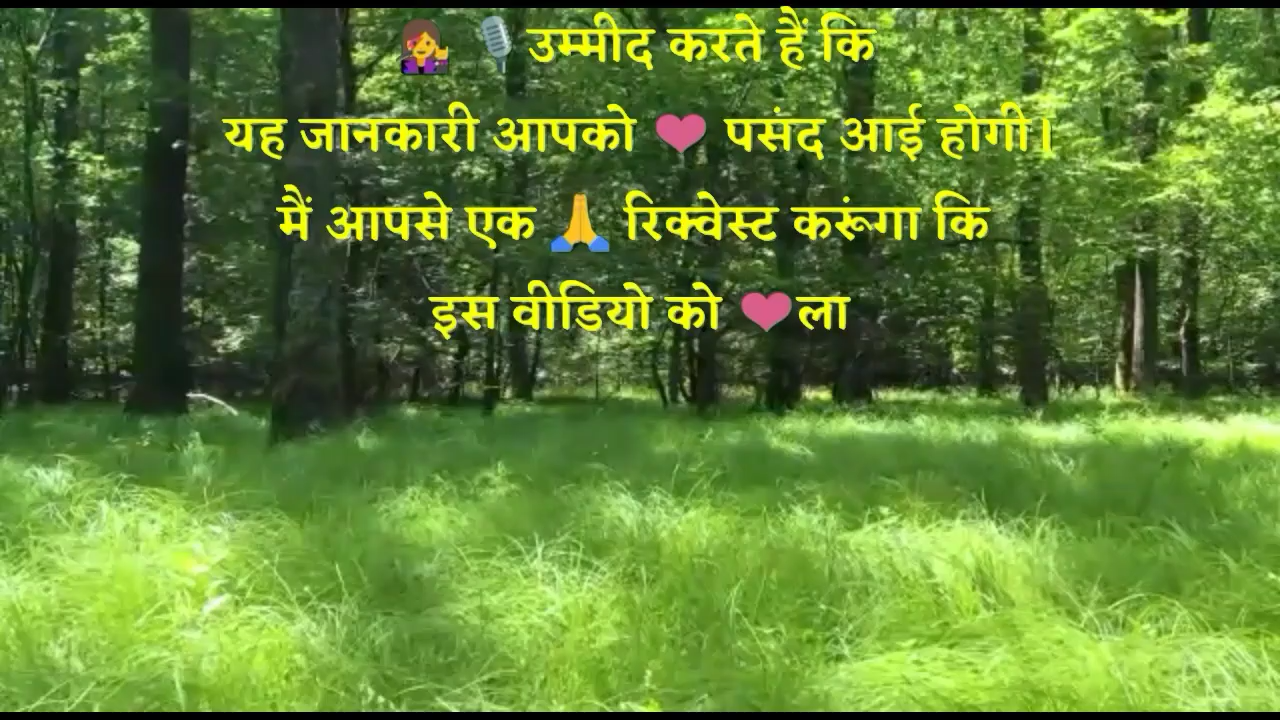 👩‍🎤 🎙️उम्मीद करते हैं कि
यह जानकारी आपको ❤️ पसंद आई होगी।
मैं आपसे एक 🙏 रिक्वेस्ट करूंगा कि
इस वीडियो को ❤️ला